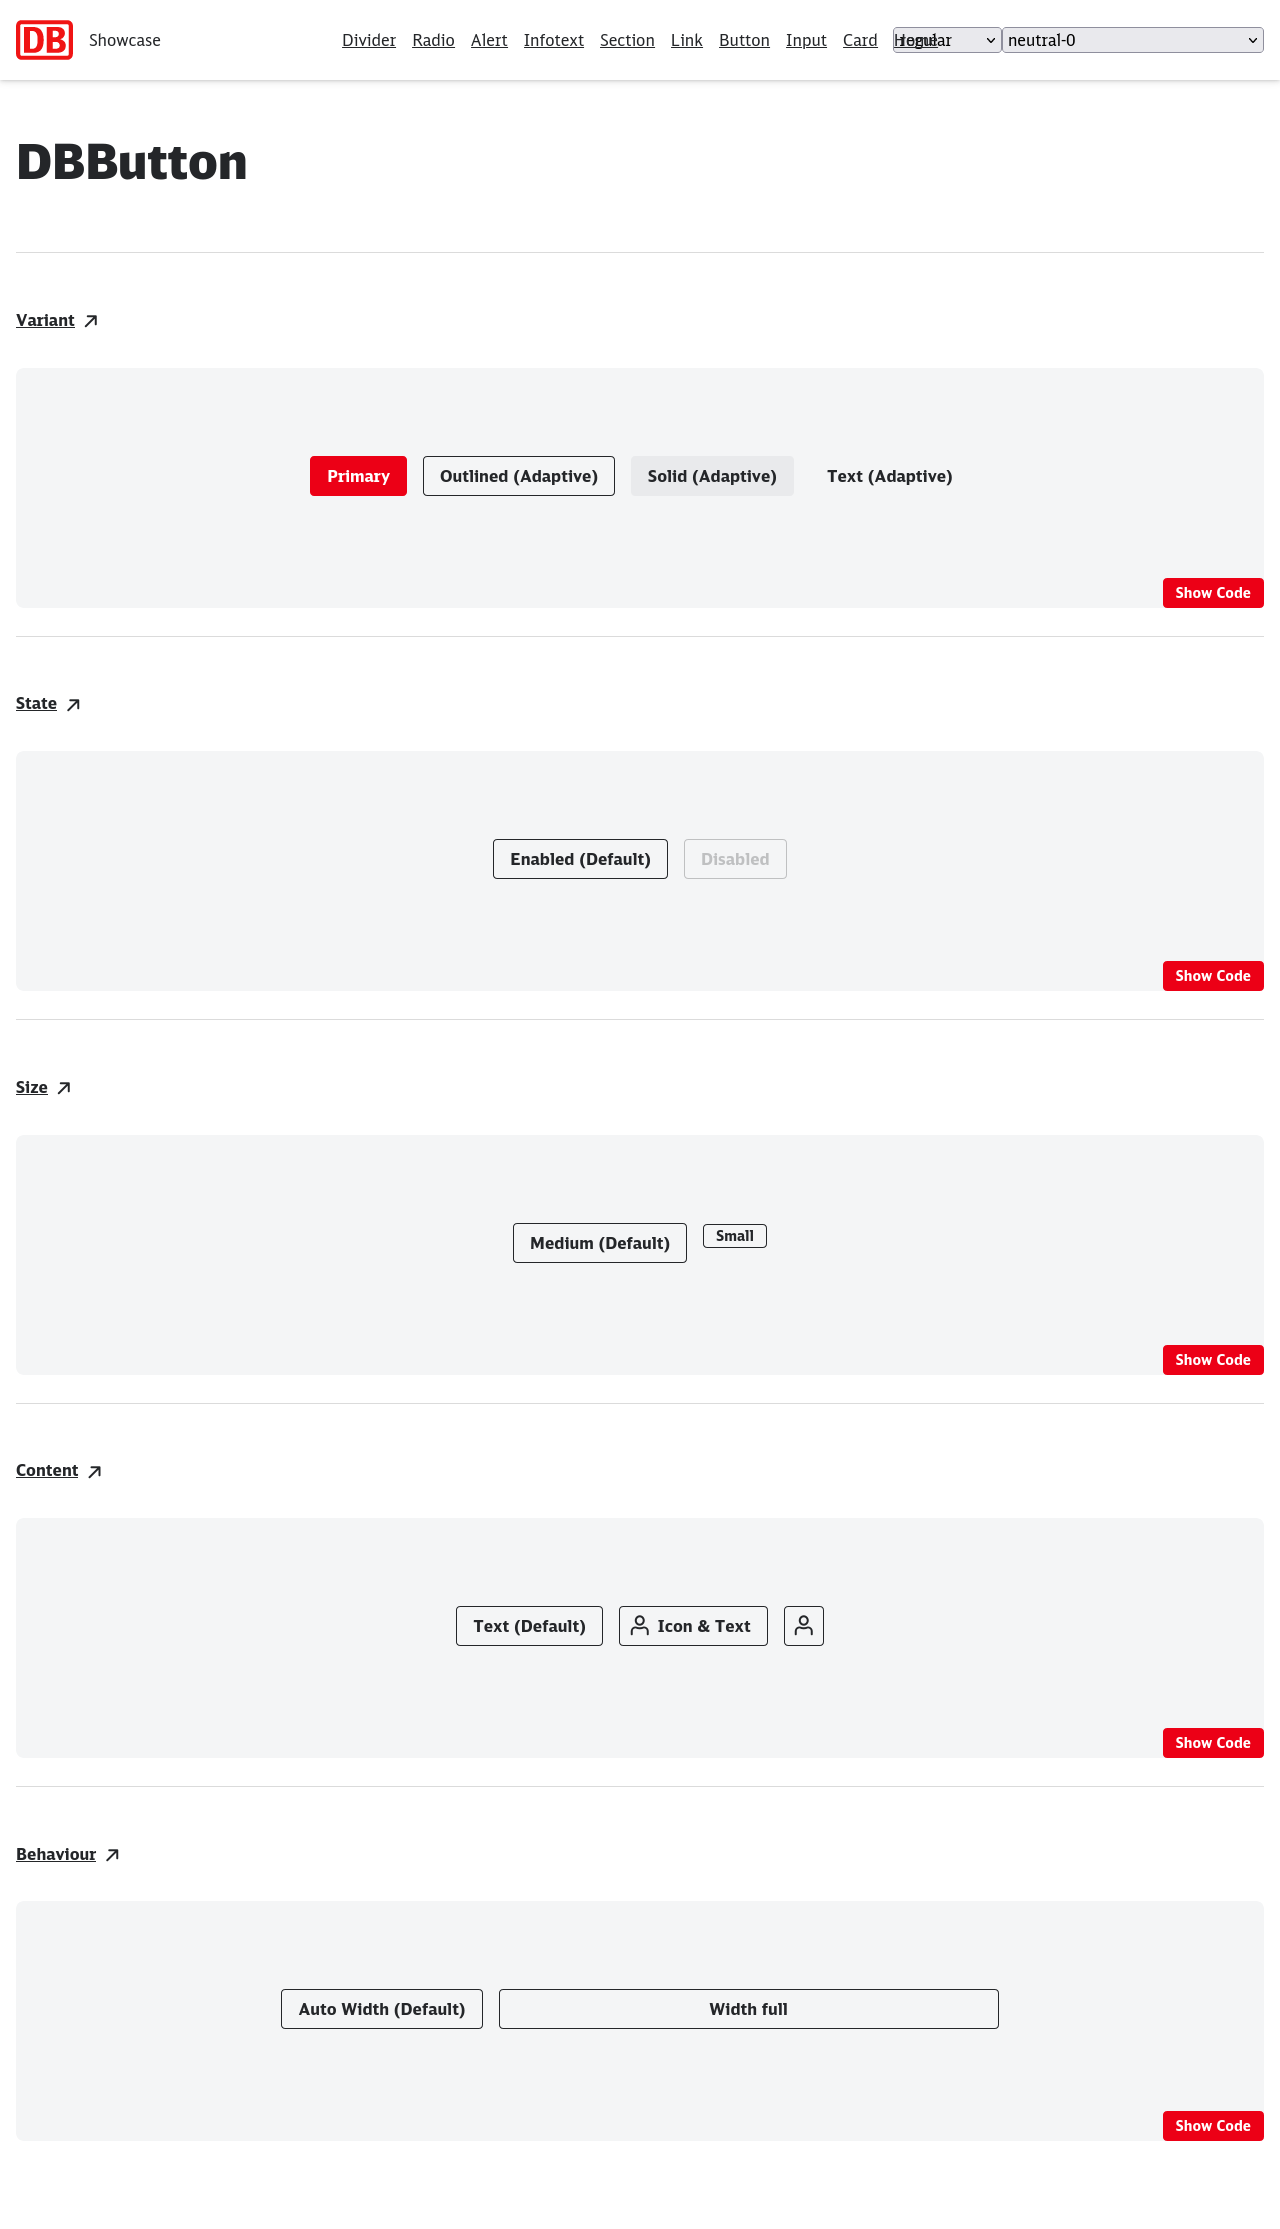 DB Showcase Divider Radio Alert Infotext Section Link Button Input Card Home regular neutral-0
DBButton
Variant
Primary Outlined (Adaptive) Solid (Adaptive) Text (Adaptive)
Show Code
State
Enabled (Default) Disabled
Show Code
Size
Medium (Default) Small
Show Code
Content
Text (Default) Icon & Text
Show Code
Behaviour
Auto Width (Default) Width full
Show Code